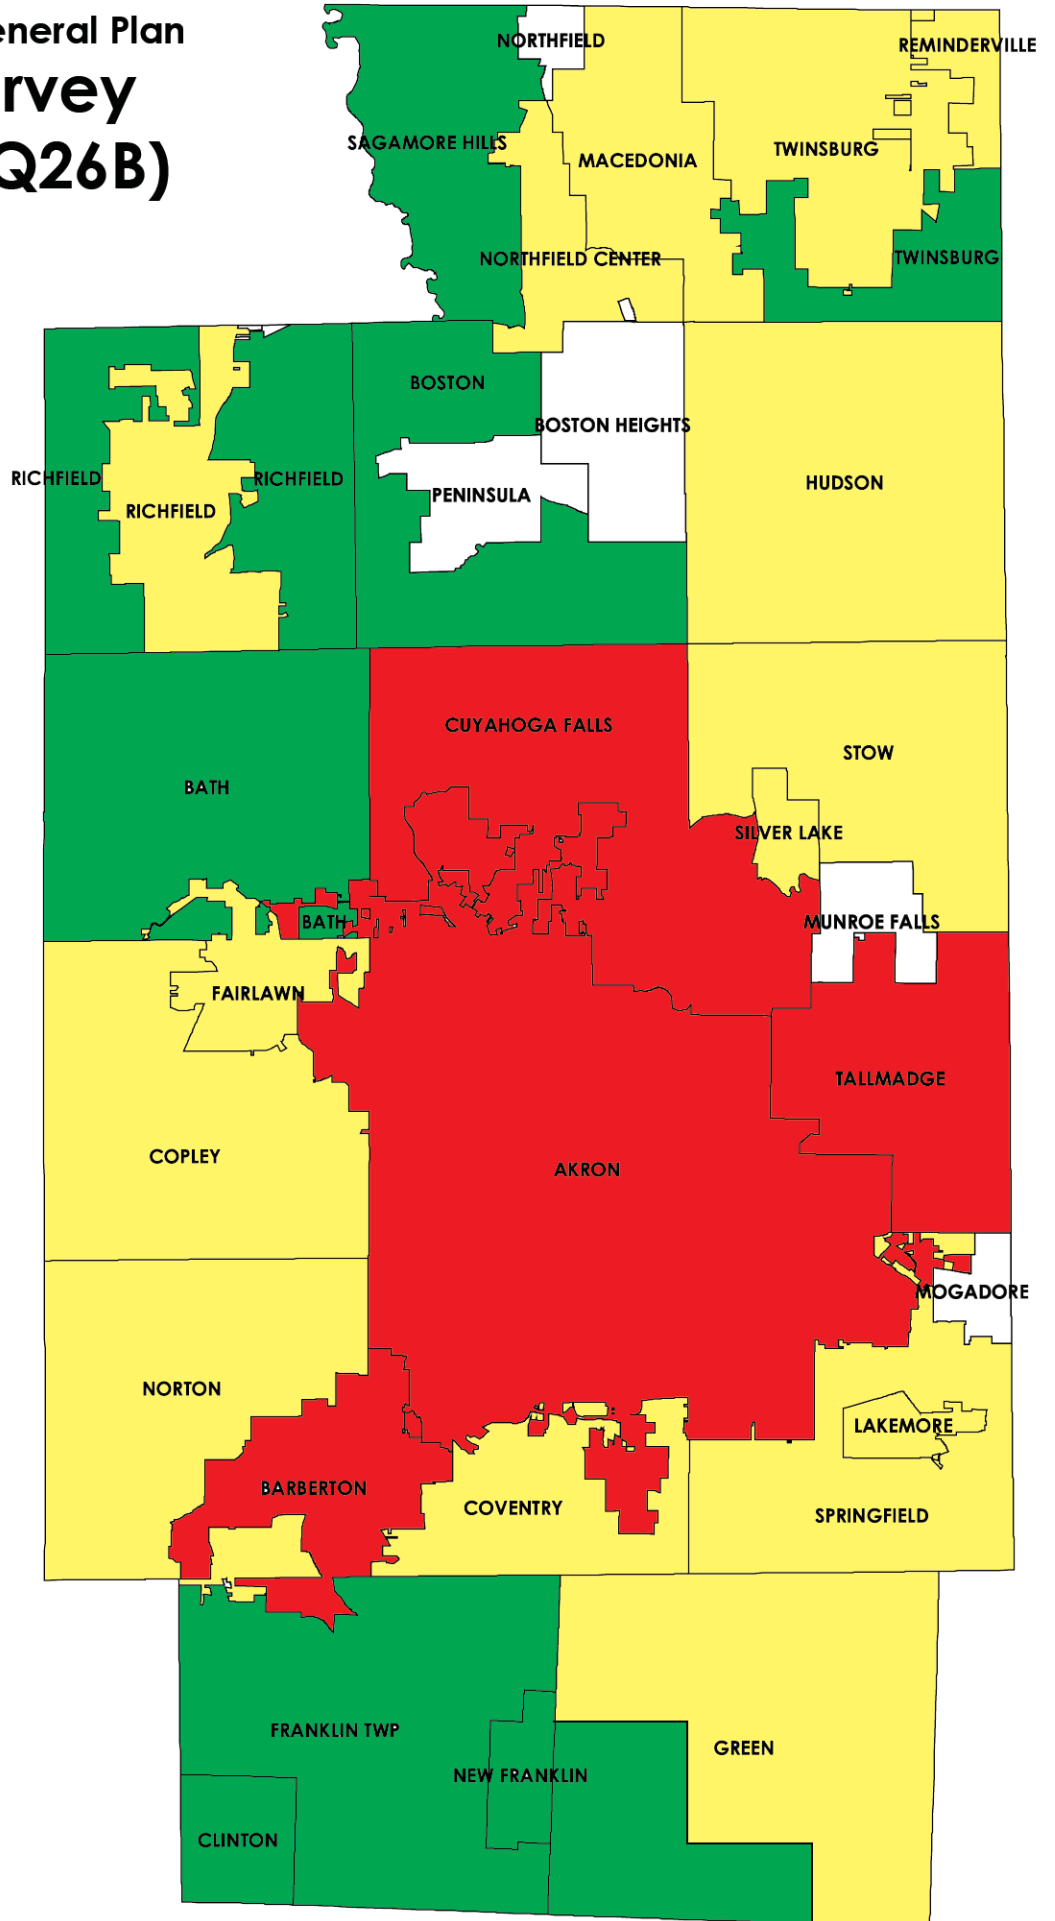 eneral Plan
rvey
Q26B)
NORTHFIELD
REMINDERVILLE
SAGAMORE HILLS
MACEDONIA
TWINSBURG
NORTHFIELD CENTER
TWINSBURG
BOSTON
BOSTON HEIGHTS
RICHFIELD
RICHFIELD
RICHFIELD
PENINSULA
HUDSON
CUYAHOGA FALLS
STOW
BATH
SILVER LAKE
BATH
MUNROE FALLS
FAIRLAWN
TALLMADGE
COPLEY
AKRON
MOGADORE
NORTON
LAKEMORE
BARBERTON
COVENTRY
SPRINGFIELD
FRANKLIN TWP
GREEN
NEW FRANKLIN
CLINTON